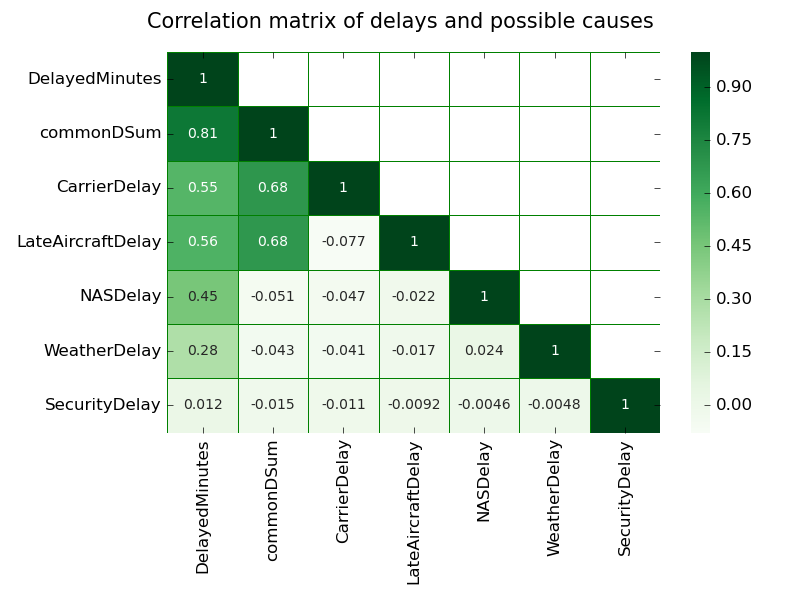 Correlation matrix of delays and possible causes
DelayedMinutes 1
commonDSum 0.81 1
CarrierDelay 0.55 0.68 1
LateAircraftDelay 0.56 0.68 -0.077 1
NASDelay 0.45 -0.051 -0.047 -0.022 1
WeatherDelay 0.28 -0.043 -0.041 -0.017 0.024 1
SecurityDelay 0.012 -0.015 -0.011 -0.0092 -0.0046 -0.0048 1
DelayedMinutes
commonDSum
CarrierDelay
LateAircraftDelay
NASDelay
WeatherDelay
SecurityDelay
0.90
0.75
0.60
0.45
0.30
0.15
0.00